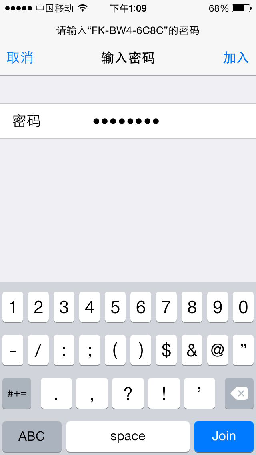 中国移动 下午1:09 68%
请输入“FK-BW4-6C8C”的密码
取消 输入密码 加入
密码 ●●●●●●●●
1 2 3 4 5 6 7 8 9 0
- / : ; ( ) $ & @ "
#+= . , ? ! '
ABC space Join